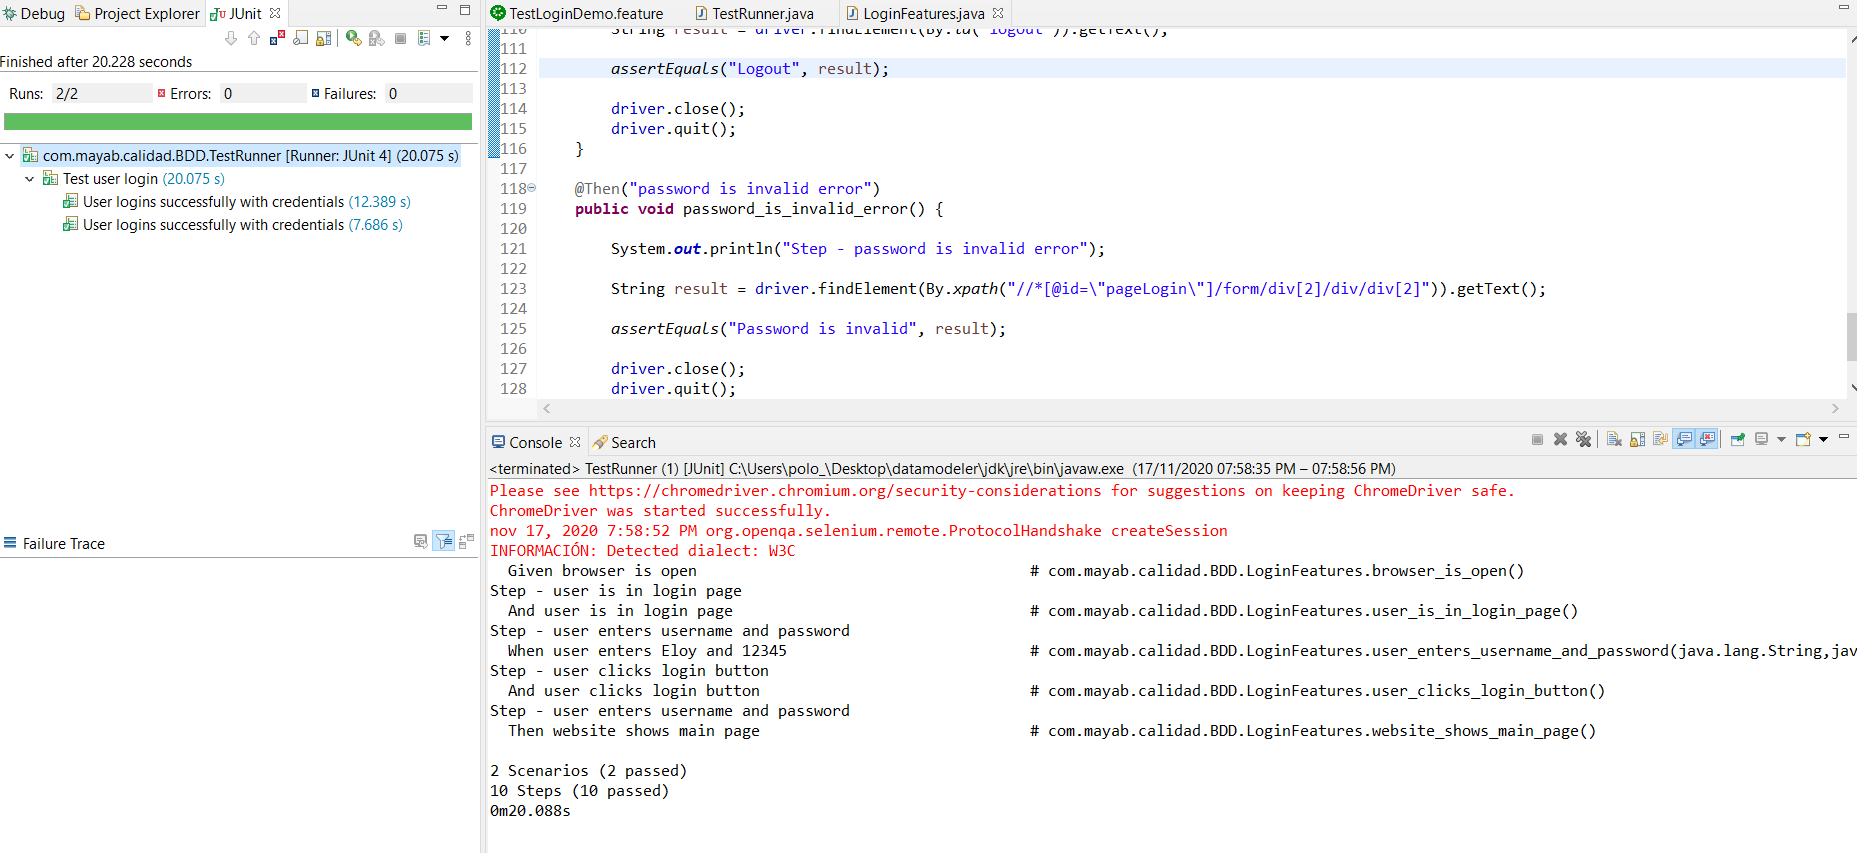 Debug Project Explorer JUnit
Finished after 20.228 seconds
Runs: 2/2 Errors: 0 Failures: 0
com.mayab.calidad.BDD.TestRunner [Runner: JUnit 4] (20.075 s)
Test user login (20.075 s)
User logins successfully with credentials (12.389 s)
User logins successfully with credentials (7.686 s)
Failure Trace
TestLoginDemo.feature TestRunner.java LoginFeatures.java
110 String result = driver.findElement(By.id("logout")).getText();
111
112 assertEquals("Logout", result);
113
114 driver.close();
115 driver.quit();
116 }
117
118 @Then("password is invalid error")
119 public void password_is_invalid_error() {
120
121 System.out.println("Step - password is invalid error");
122
123 String result = driver.findElement(By.xpath("//*[@id=\"pageLogin\"]/form/div[2]/div/div[2]")).getText();
124
125 assertEquals("Password is invalid", result);
126
127 driver.close();
128 driver.quit();
Console Search
<terminated> TestRunner (1) [JUnit] C:\Users\polo_\Desktop\datamodeler\jdk\jre\bin\javaw.exe (17/11/2020 07:58:35 PM – 07:58:56 PM)
Please see https://chromedriver.chromium.org/security-considerations for suggestions on keeping ChromeDriver safe.
ChromeDriver was started successfully.
nov 17, 2020 7:58:52 PM org.openqa.selenium.remote.ProtocolHandshake createSession
INFORMACIÓN: Detected dialect: W3C
Given browser is open # com.mayab.calidad.BDD.LoginFeatures.browser_is_open()
Step - user is in login page
And user is in login page # com.mayab.calidad.BDD.LoginFeatures.user_is_in_login_page()
Step - user enters username and password
When user enters Eloy and 12345 # com.mayab.calidad.BDD.LoginFeatures.user_enters_username_and_password(java.lang.String,jav
Step - user clicks login button
And user clicks login button # com.mayab.calidad.BDD.LoginFeatures.user_clicks_login_button()
Step - user enters username and password
Then website shows main page # com.mayab.calidad.BDD.LoginFeatures.website_shows_main_page()
2 Scenarios (2 passed)
10 Steps (10 passed)
0m20.088s